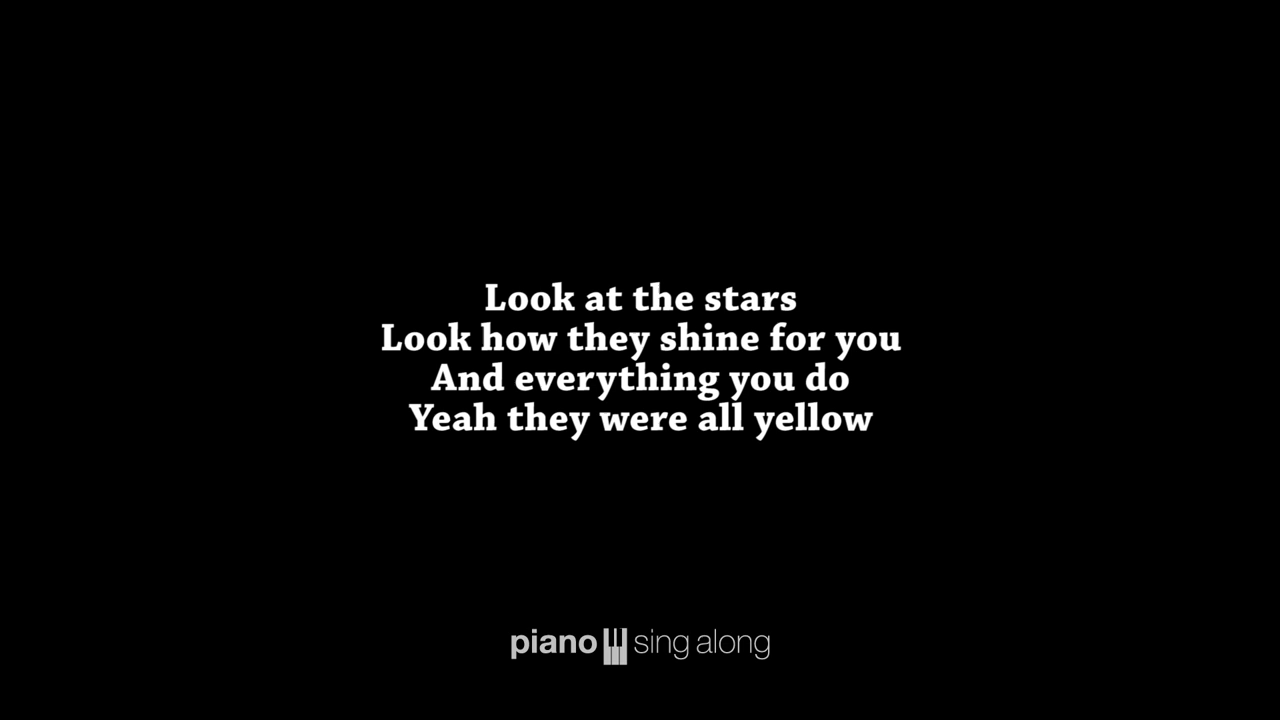 Look at the stars
Look how they shine for you
And everything you do
Yeah they were all yellow
piano sing along